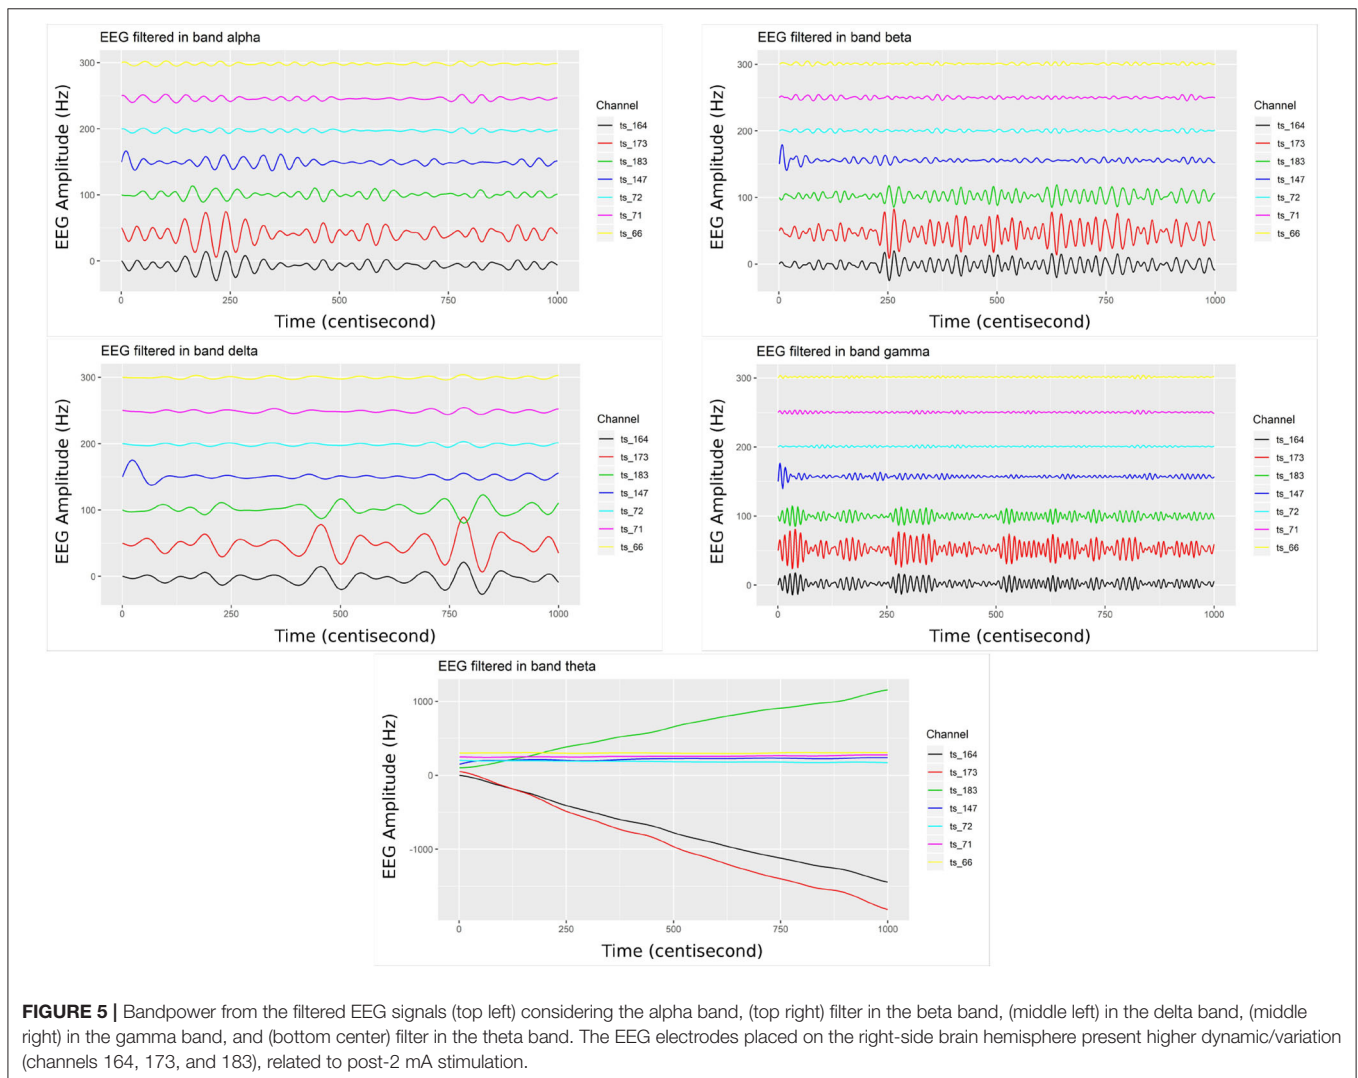 EEG filtered in band alpha
EEG Amplitude (Hz)
300
200
100
0
0 250 500 750 1000
Time (centisecond)
Channel
ts_164
ts_173
ts_183
ts_147
ts_72
ts_71
ts_66
EEG filtered in band beta
EEG Amplitude (Hz)
300
200
100
0
0 250 500 750 1000
Time (centisecond)
Channel
ts_164
ts_173
ts_183
ts_147
ts_72
ts_71
ts_66
EEG filtered in band delta
EEG Amplitude (Hz)
300
200
100
0
0 250 500 750 1000
Time (centisecond)
Channel
ts_164
ts_173
ts_183
ts_147
ts_72
ts_71
ts_66
EEG filtered in band gamma
EEG Amplitude (Hz)
300
200
100
0
0 250 500 750 1000
Time (centisecond)
Channel
ts_164
ts_173
ts_183
ts_147
ts_72
ts_71
ts_66
EEG filtered in band theta
EEG Amplitude (Hz)
1000
0
-1000
0 250 500 750 1000
Time (centisecond)
Channel
ts_164
ts_173
ts_183
ts_147
ts_72
ts_71
ts_66
FIGURE 5 | Bandpower from the filtered EEG signals (top left) considering the alpha band, (top right) filter in the beta band, (middle left) in the delta band, (middle
right) in the gamma band, and (bottom center) filter in the theta band. The EEG electrodes placed on the right-side brain hemisphere present higher dynamic/variation
(channels 164, 173, and 183), related to post-2 mA stimulation.